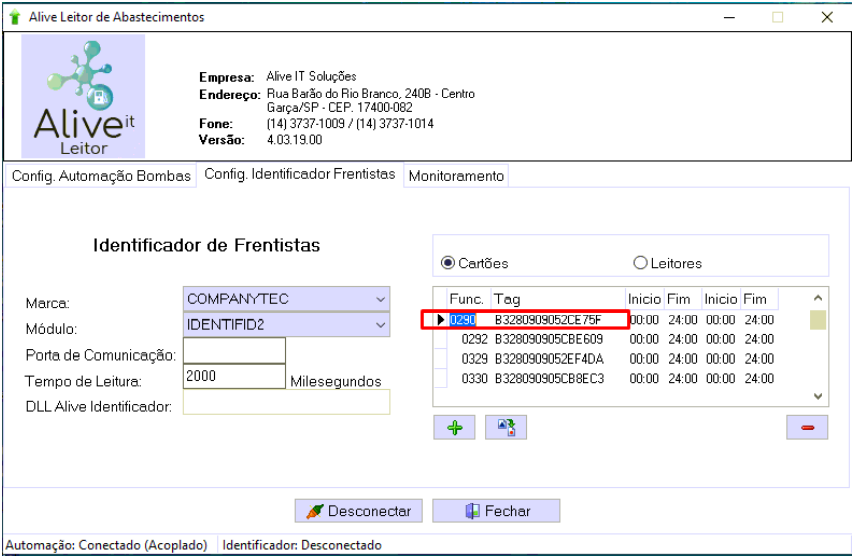 Alive Leitor de Abastecimentos
Alive it
Leitor
Empresa: Alive IT Soluções
Endereço: Rua Barão do Rio Branco, 240B - Centro
Garça/SP - CEP. 17400-082
Fone: (14) 3737-1009 / (14) 3737-1014
Versão: 4.03.19.00
Config. Automação Bombas Config. Identificador Frentistas Monitoramento
Identificador de Frentistas
Marca: COMPANYTEC
Módulo: IDENTIFID2
Porta de Comunicação:
Tempo de Leitura: 2000 Milesegundos
DLL Alive Identificador:
Cartões Leitores
Func. Tag Inicio Fim Inicio Fim
0290 B3280909052CE75F 00:00 24:00 00:00 24:00
0292 B328090905CBE609 00:00 24:00 00:00 24:00
0329 B3280909052EF4DA 00:00 24:00 00:00 24:00
0330 B328090905CB8EC3 00:00 24:00 00:00 24:00
Desconectar Fechar
Automação: Conectado (Acoplado) Identificador: Desconectado